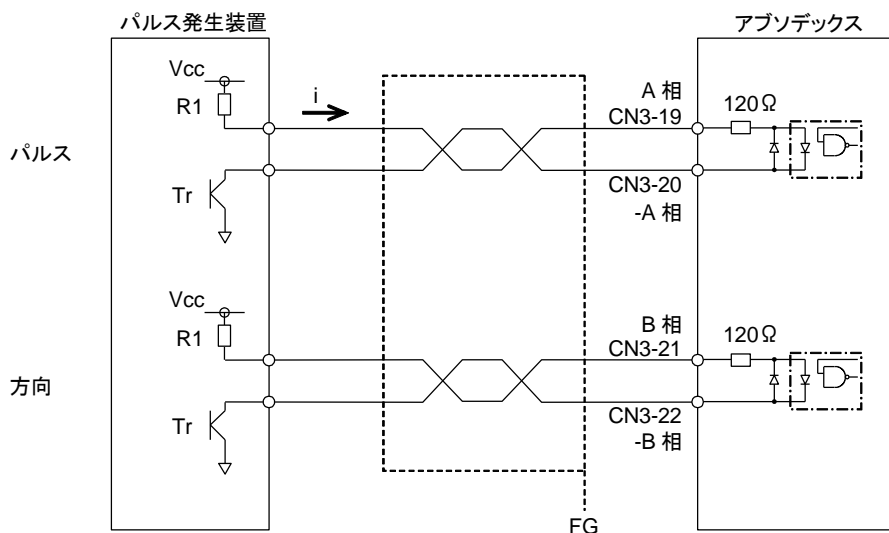 パルス発生装置
アブソデックス
Vcc
R1
i
A 相
CN3-19
120Ω
パルス
Tr
CN3-20
-A 相
Vcc
R1
B 相
CN3-21
120Ω
方向
Tr
CN3-22
-B 相
FG